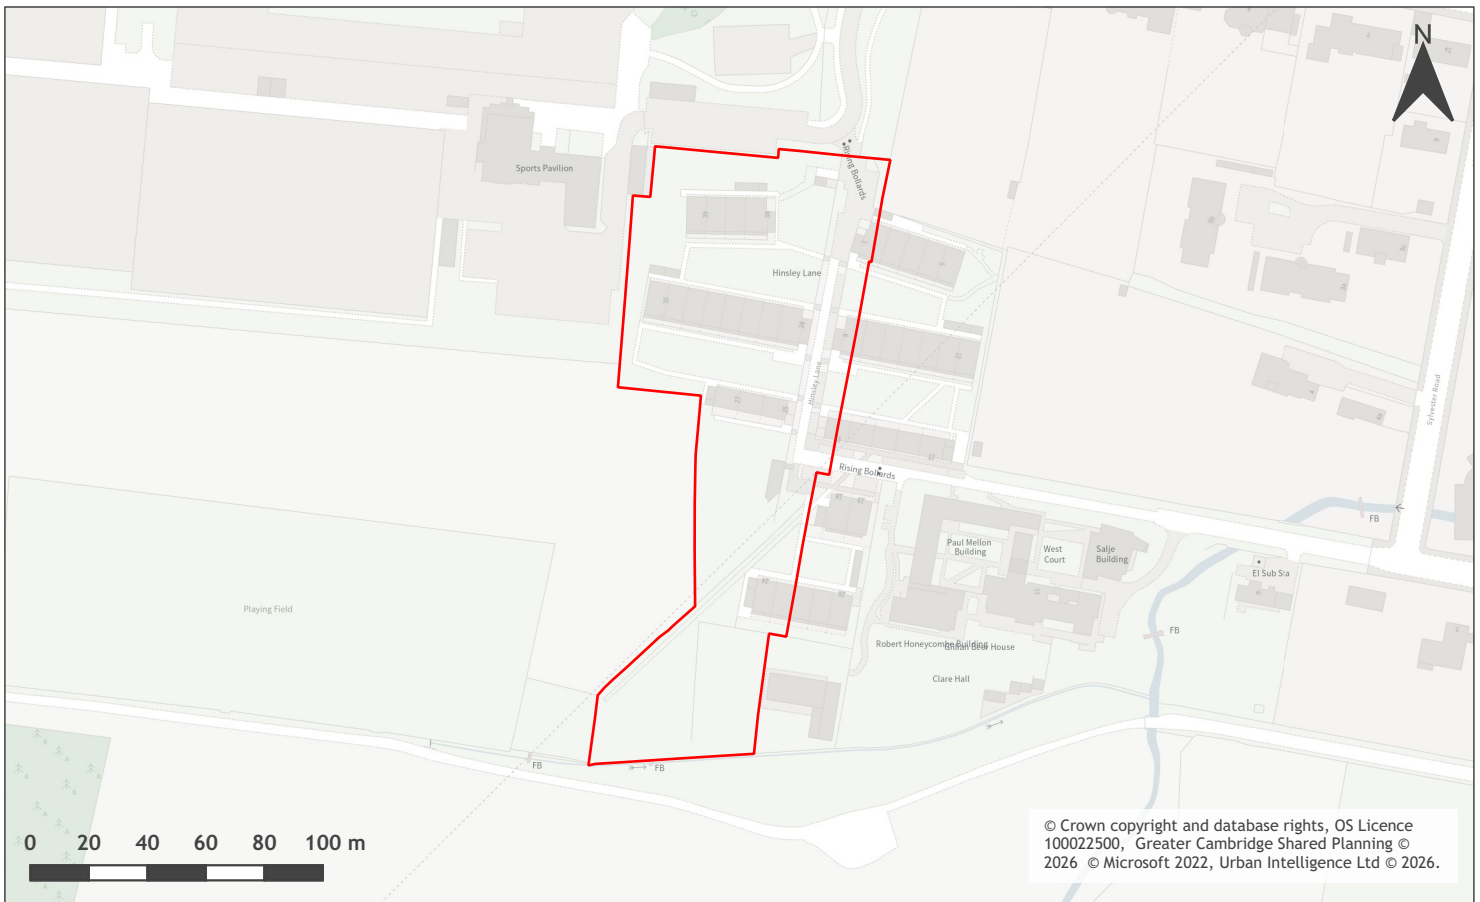 N
Rising Bollards
Sports Pavilion
Hinsley Lane
Hinsley Lane
Sylvester Road
Rising Bollards
FB
Paul Mellon
Building
West
Court
Salje
Building
El Sub Sta
Playing Field
FB
Robert Honeycombe Building
Gillian Beer House
Clare Hall
FB
FB
0 20 40 60 80 100 m
© Crown copyright and database rights, OS Licence
100022500, Greater Cambridge Shared Planning ©
2026 © Microsoft 2022, Urban Intelligence Ltd © 2026.